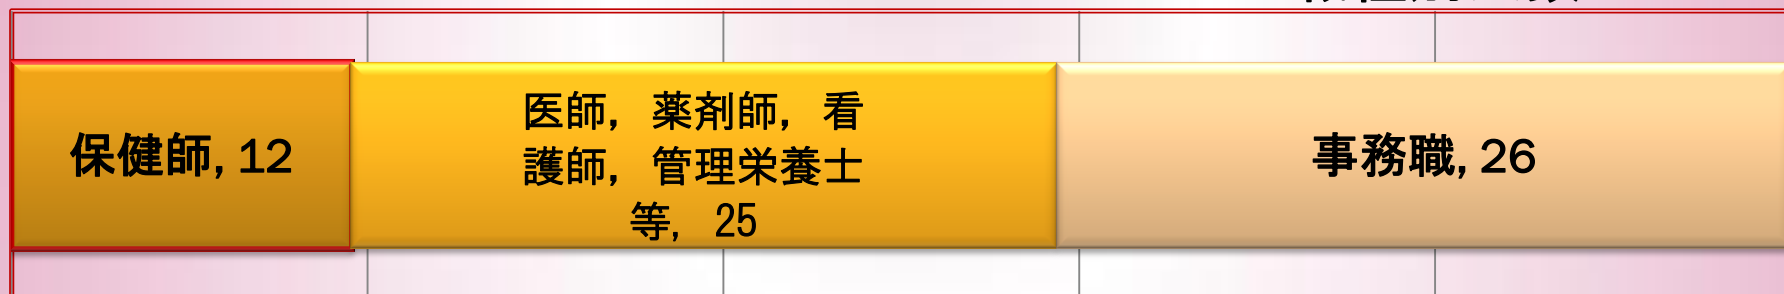 保健師, 12
医師，薬剤師，看
護師，管理栄養士
等，25
事務職, 26